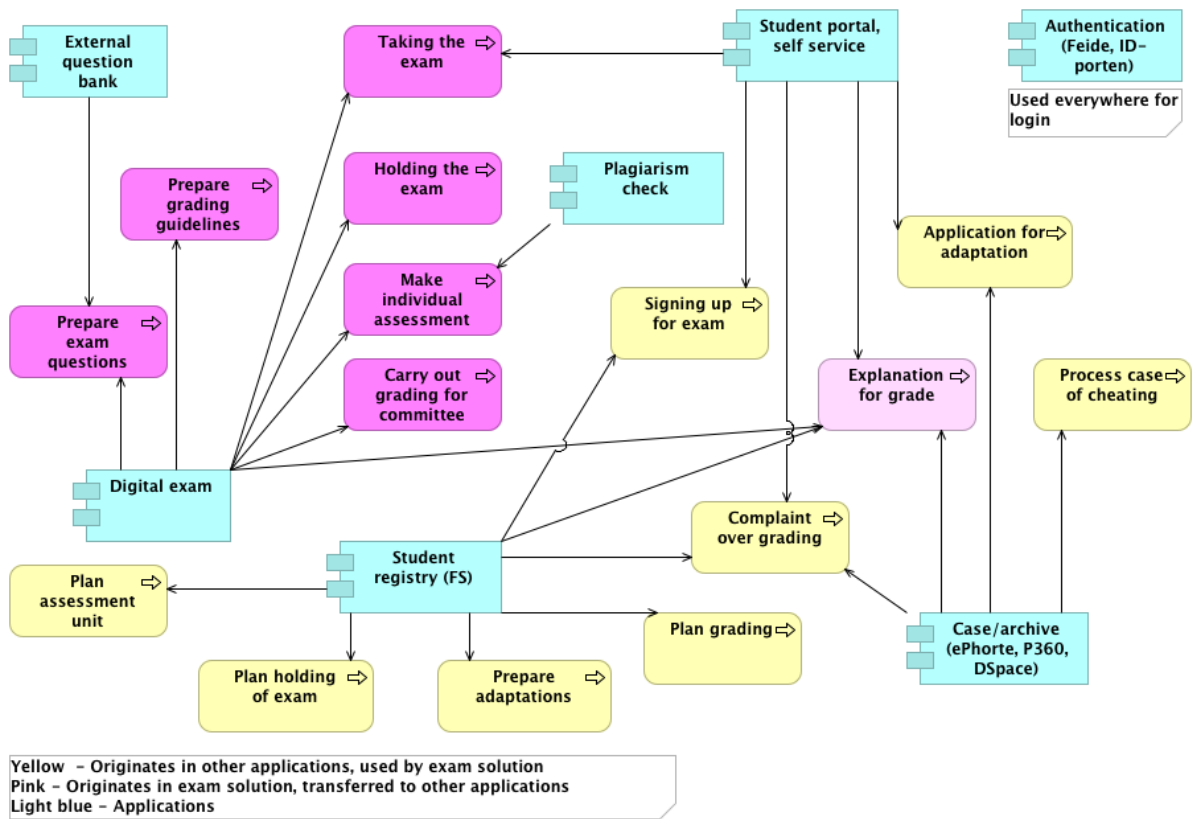 External
question
bank
Taking the
exam
Student portal,
self service
Authentication
(Feide, ID-
porten)
Used everywhere for
login
Prepare
grading
guidelines
Holding the
exam
Plagiarism
check
Application for
adaptation
Make
individual
assessment
Signing up
for exam
Prepare
exam
questions
Carry out
grading for
committee
Explanation
for grade
Process case
of cheating
Digital exam
Complaint
over grading
Student
registry (FS)
Plan
assessment
unit
Plan grading
Case/archive
(ePhorte, P360,
DSpace)
Plan holding
of exam
Prepare
adaptations
Yellow – Originates in other applications, used by exam solution
Pink – Originates in exam solution, transferred to other applications
Light blue – Applications